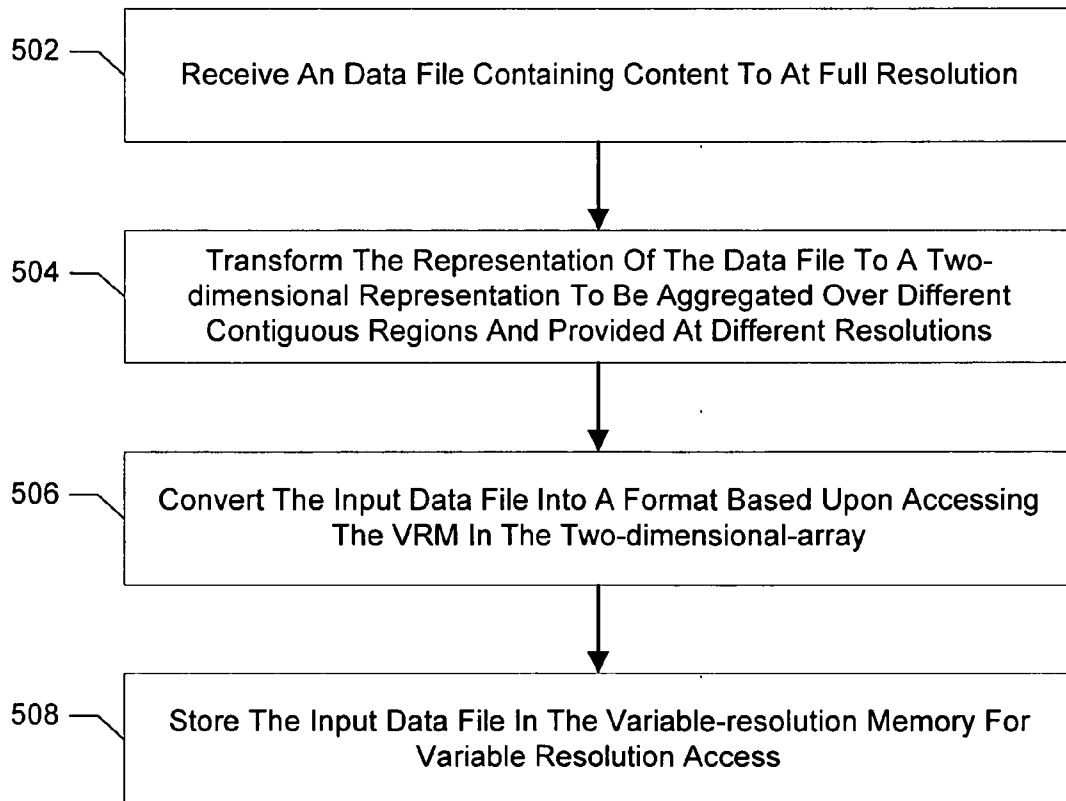 502
Receive An Data File Containing Content To At Full Resolution
504
Transform The Representation Of The Data File To A Two-
dimensional Representation To Be Aggregated Over Different
Contiguous Regions And Provided At Different Resolutions
506
Convert The Input Data File Into A Format Based Upon Accessing
The VRM In The Two-dimensional-array
508
Store The Input Data File In The Variable-resolution Memory For
Variable Resolution Access